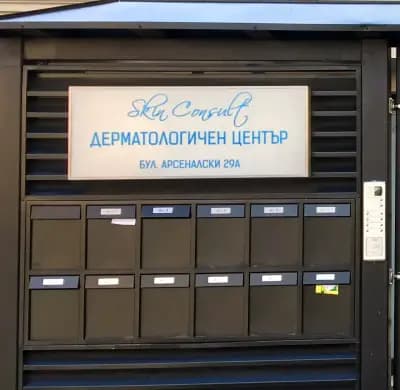 Skin Consult
ДЕРМАТОЛОГИЧЕН ЦЕНТЪР
БУЛ. АРСЕНАЛСКИ 29А